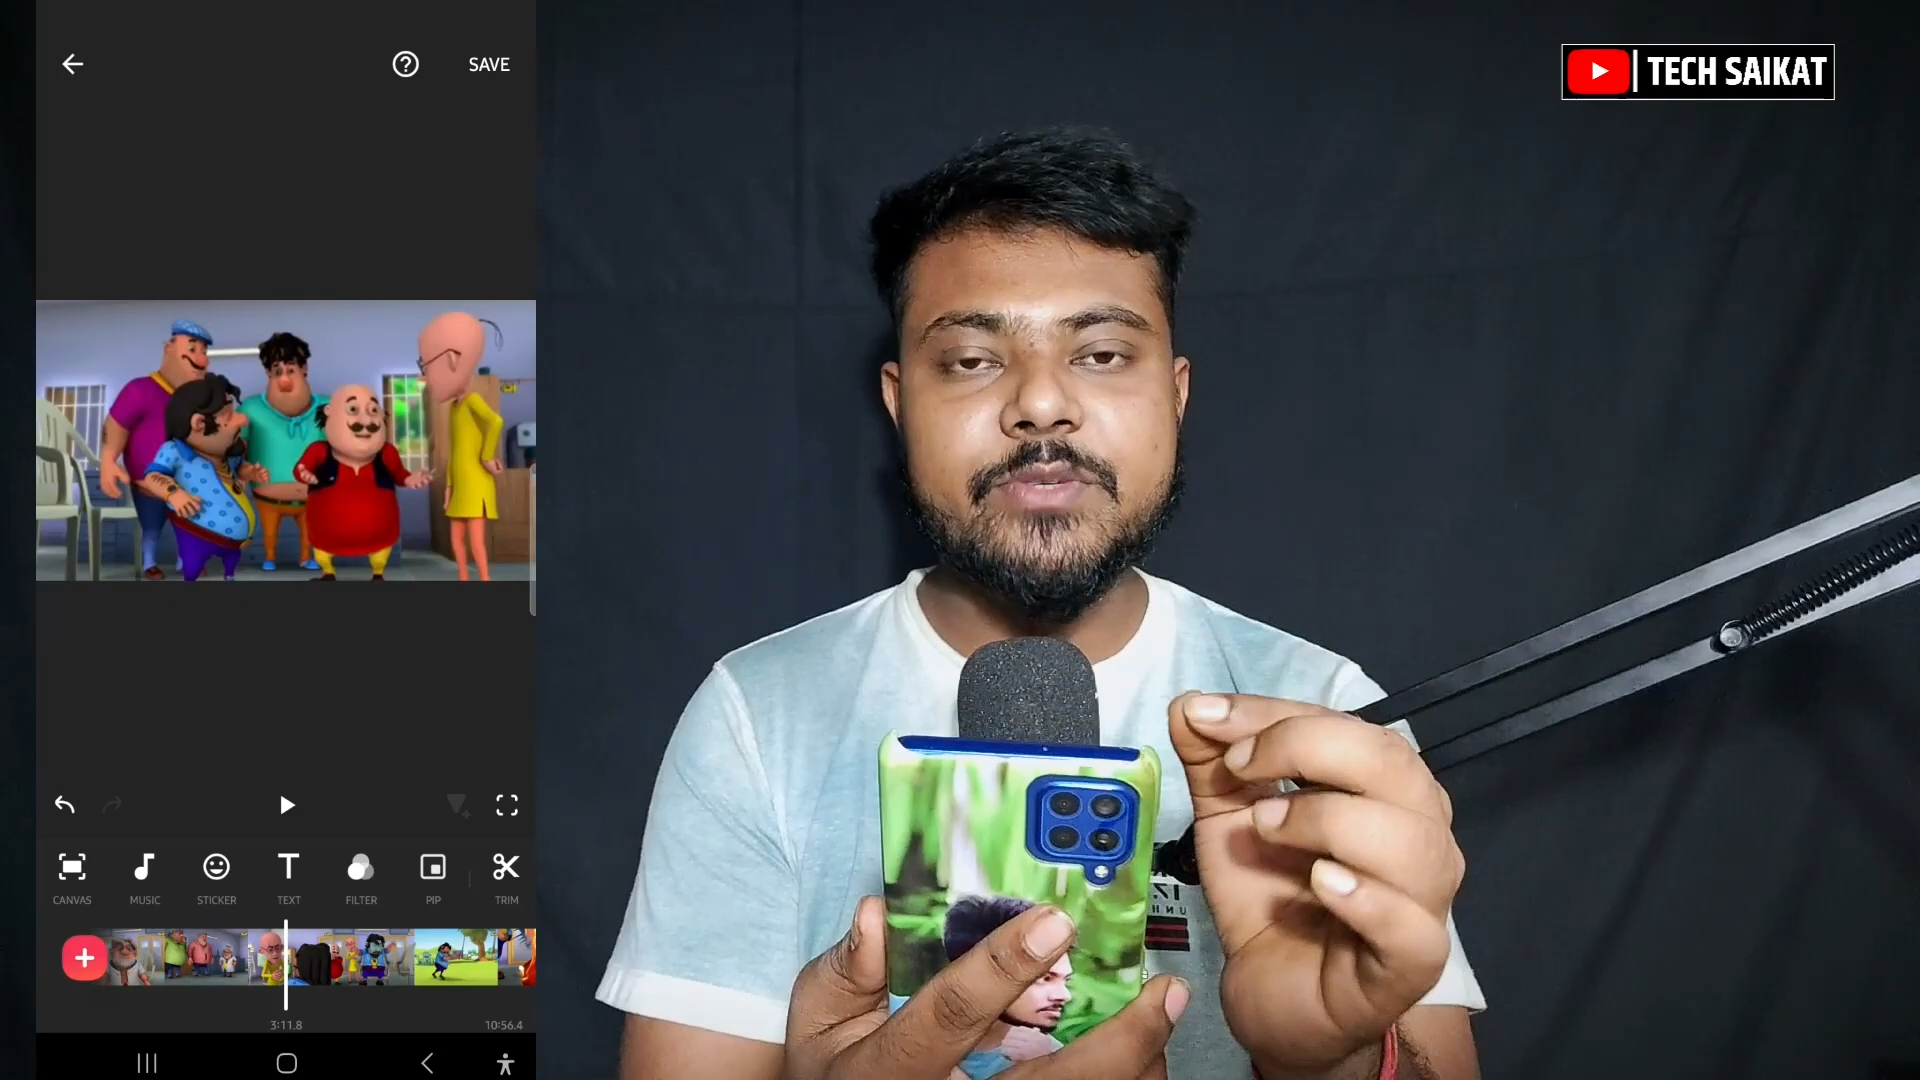 SAVE
TECH SAIKAT
CANVAS
MUSIC
STICKER
TEXT
FILTER
PIP
TRIM
3:11.8
10:56.4